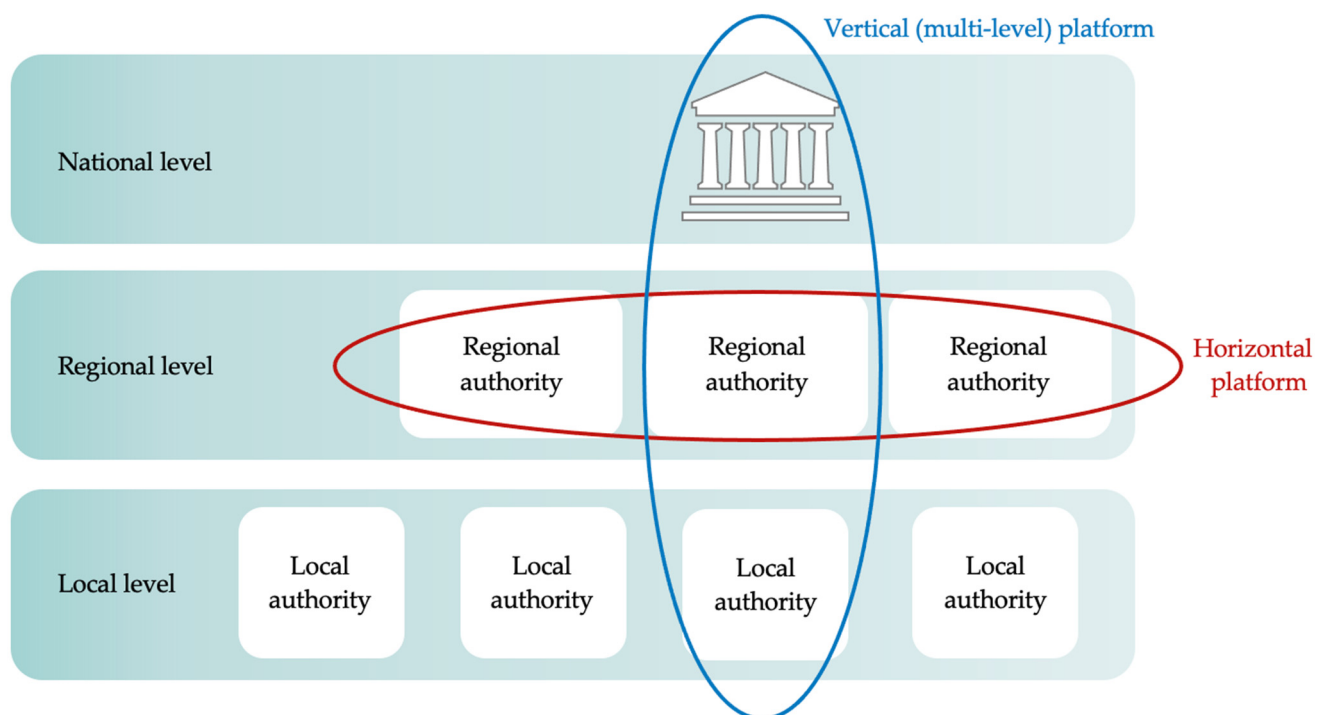 Vertical (multi-level) platform
National level
Regional level
Regional
authority
Regional
authority
Regional
authority
Horizontal
platform
Local level
Local
authority
Local
authority
Local
authority
Local
authority